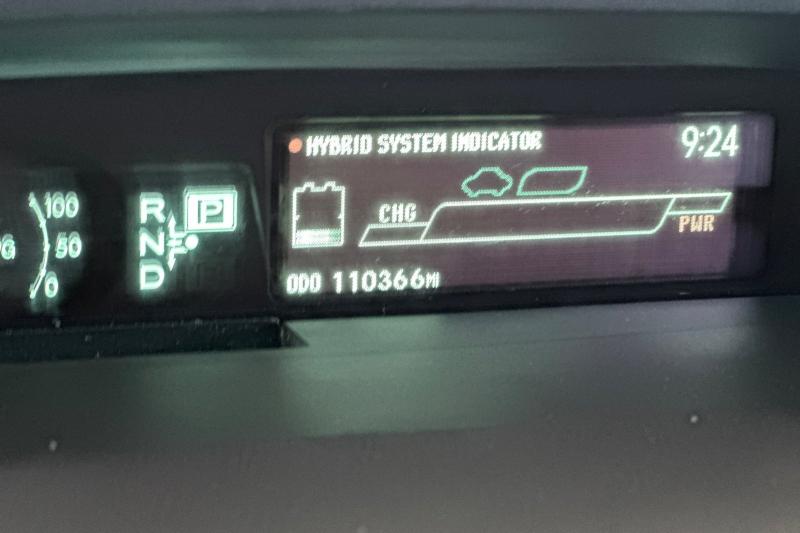 HYBRID SYSTEM INDICATOR 9:24
100
50
0
R P
N
D
CHG
PWR
ODO 110366MI